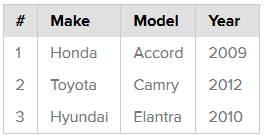 # Make Model Year
1 Honda Accord 2009
2 Toyota Camry 2012
3 Hyundai Elantra 2010